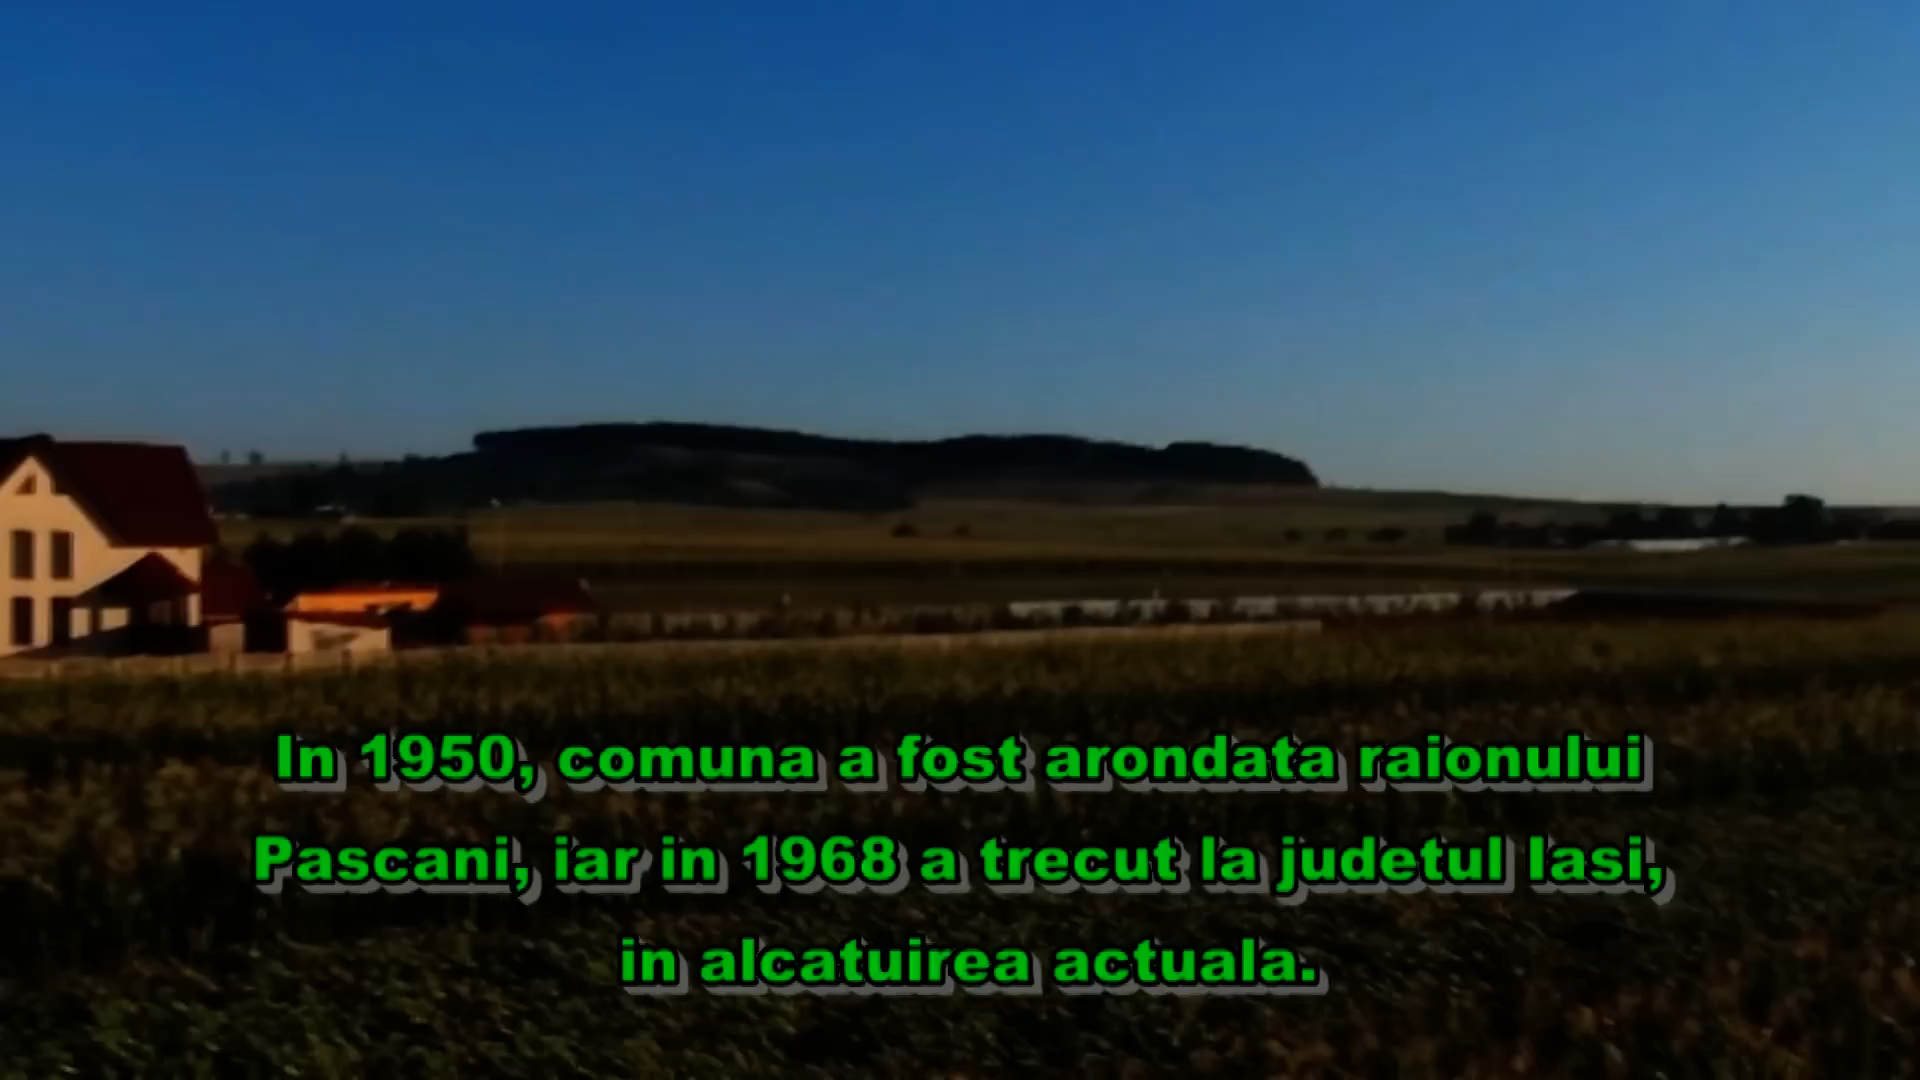 In 1950, comuna a fost arondata raionului
Pascani, iar in 1968 a trecut la judetul Iasi,
in alcatuirea actuala.